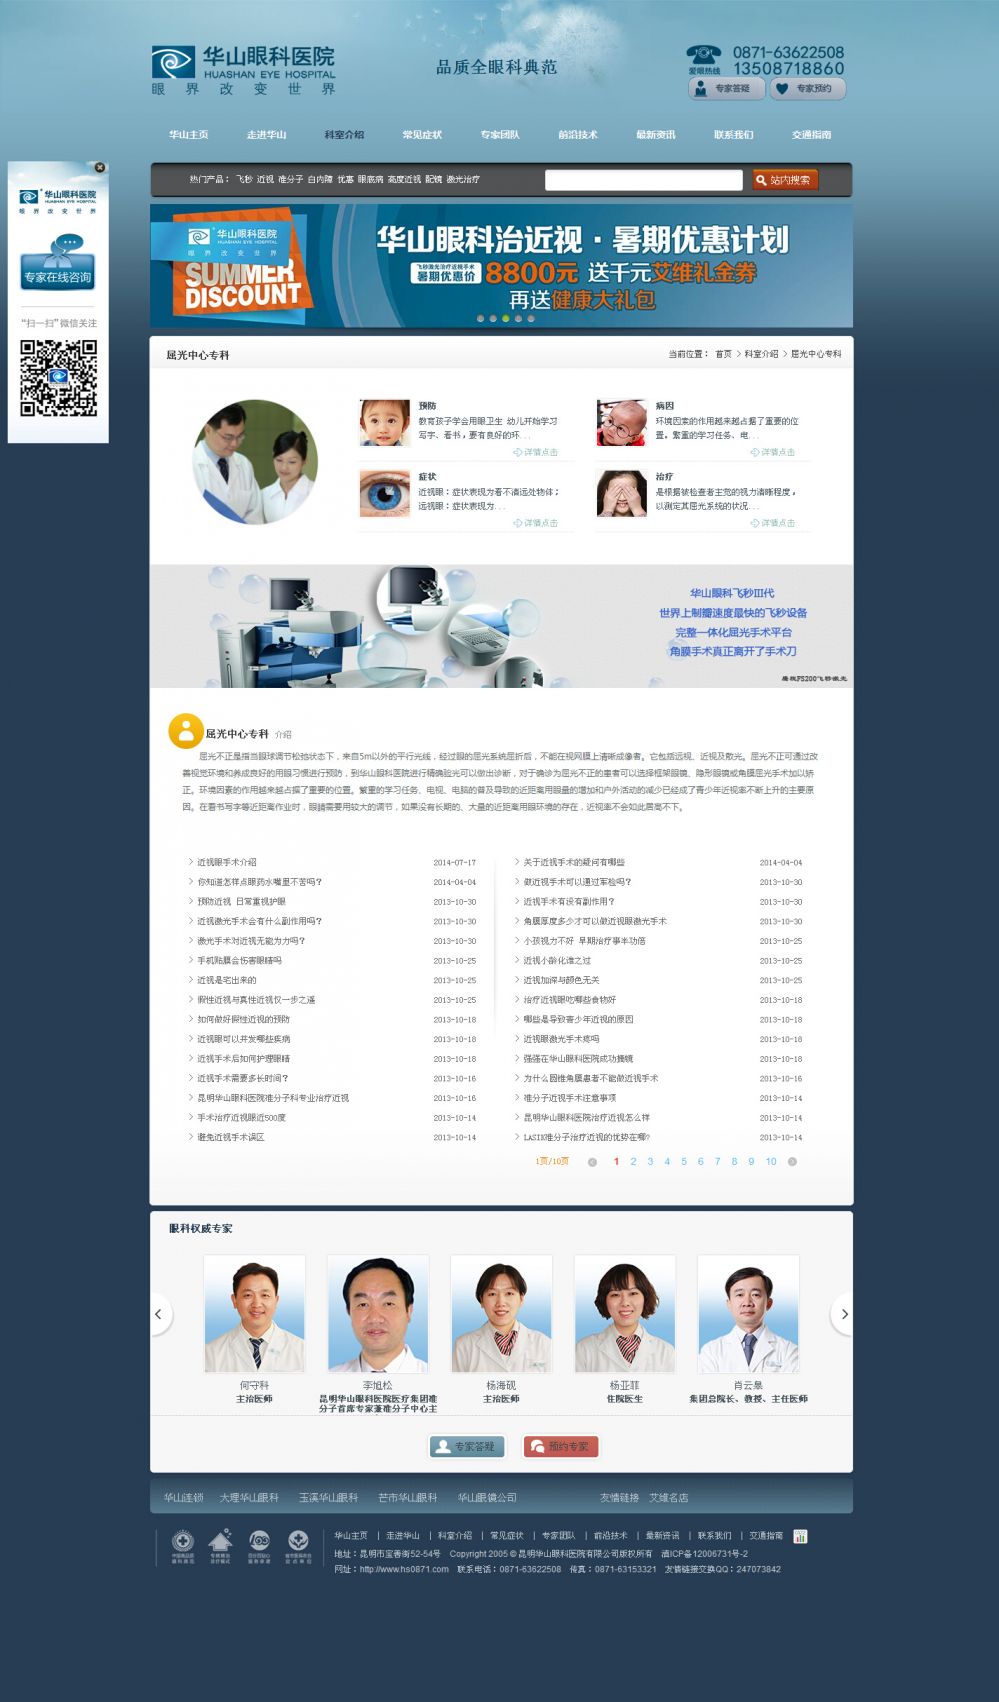 华山眼科医院
HUASHAN EYE HOSPITAL
眼界改变世界
品质全眼科典范
0871-63622508
爱眼热线 13508718860
专家答疑 专家预约
华山主页 走进华山 科室介绍 常见症状 专家团队 前沿技术 最新资讯 联系我们 交通指南
热门产品： 飞秒 近视 准分子 白内障 优惠 眼底病 高度近视 配镜 激光治疗
站内搜索
华山眼科医院
眼界改变世界
专家在线咨询
“扫一扫”微信关注
华山眼科医院
HUASHAN EYE HOSPITAL
眼界改变世界
SUMMER
DISCOUNT
华山眼科治近视·暑期优惠计划
飞秒激光治疗近视手术
暑期优惠价 8800元 送千元艾维礼金券
再送健康大礼包
屈光中心专科
当前位置： 首页 > 科室介绍 > 屈光中心专科
预防
教育孩子学会用眼卫生 幼儿开始学习
写字、看书，要有良好的环...
详情点击
病因
环境因素的作用越来越占据了重要的位
置。繁重的学习任务、电...
详情点击
症状
近视眼：症状表现为看不清远处物体；
远视眼：症状表现为...
详情点击
治疗
是根据被检查者主觉的视力清晰程度，
以测定其屈光系统的状况...
详情点击
华山眼科飞秒III代
世界上制瓣速度最快的飞秒设备
完整一体化屈光手术平台
角膜手术真正离开了手术刀
鹰视FS200飞秒激光
屈光中心专科 介绍
屈光不正是指当眼球调节松弛状态下，来自5m以外的平行光线，经过眼的屈光系统屈折后，不能在视网膜上清晰成像者。它包括远视、近视及散光。屈光不正可通过改
善视觉环境和养成良好的用眼习惯进行预防，到华山眼科医院进行精确验光可以做出诊断，对于确诊为屈光不正的患者可以选择框架眼镜、隐形眼镜或角膜屈光手术加以矫
正。环境因素的作用越来越占据了重要的位置。繁重的学习任务、电视、电脑的普及导致的近距离用眼量的增加和户外活动的减少已经成了青少年近视率不断上升的主要原
因。在看书写字等近距离作业时，眼睛需要用较大的调节，如果没有长期的、大量的近距离用眼环境的存在，近视率不会如此居高不下。
近视眼手术介绍 2014-07-17
关于近视手术的疑问有哪些 2014-04-04
你知道怎样点眼药水嘴里不苦吗？ 2014-04-04
做近视手术可以通过军检吗？ 2013-10-30
预防近视 日常重视护眼 2013-10-30
近视手术有没有副作用？ 2013-10-30
近视激光手术会有什么副作用吗？ 2013-10-30
角膜厚度多少才可以做近视眼激光手术 2013-10-30
激光手术对近视无能为力吗？ 2013-10-30
小孩视力不好 早期治疗事半功倍 2013-10-25
手机贴膜会伤害眼睛吗 2013-10-25
近视小龄化谁之过 2013-10-25
近视是宅出来的 2013-10-25
近视加深与颜色无关 2013-10-25
假性近视与真性近视仅一步之遥 2013-10-25
治疗近视眼吃哪些食物好 2013-10-18
如何做好假性近视的预防 2013-10-18
哪些是导致青少年近视的原因 2013-10-18
近视眼可以并发哪些疾病 2013-10-18
近视眼激光手术疼吗 2013-10-18
近视手术后如何护理眼睛 2013-10-18
强强在华山眼科医院成功摘镜 2013-10-18
近视手术需要多长时间？ 2013-10-16
为什么圆锥角膜患者不能做近视手术 2013-10-16
昆明华山眼科医院准分子科专业治疗近视 2013-10-16
准分子近视手术注意事项 2013-10-16
手术治疗近视眼近500度 2013-10-14
昆明华山眼科医院治疗近视怎么样 2013-10-14
避免近视手术误区 2013-10-14
LASIK准分子治疗近视的优势在哪？ 2013-10-14
1页/10页 1 2 3 4 5 6 7 8 9 10
眼科权威专家
何守科
主治医师
李旭松
昆明华山眼科医院医疗集团准
分子首席专家兼准分子中心主
杨海砚
主治医师
杨亚菲
住院医生
肖云皋
集团总院长、教授、主任医师
专家答疑 预约专家
华山连锁 大理华山眼科 玉溪华山眼科 芒市华山眼科 华山眼镜公司 友情链接 艾维名店
华山主页 | 走进华山 | 科室介绍 | 常见症状 | 专家团队 | 前沿技术 | 最新资讯 | 联系我们 | 交通指南
地址：昆明市宝善街52-54号 Copyright 2005 © 昆明华山眼科医院有限公司版权所有 滇ICP备12006731号-2
网址：http://www.hs0871.com 联系电话：0871-63622508 传真：0871-63153321 友情链接交换QQ：247073842